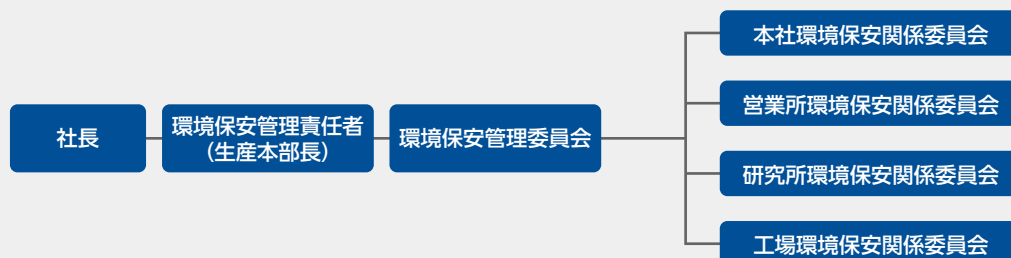 社長
環境保安管理責任者
(生産本部長)
環境保安管理委員会
本社環境保安関係委員会
営業所環境保安関係委員会
研究所環境保安関係委員会
工場環境保安関係委員会